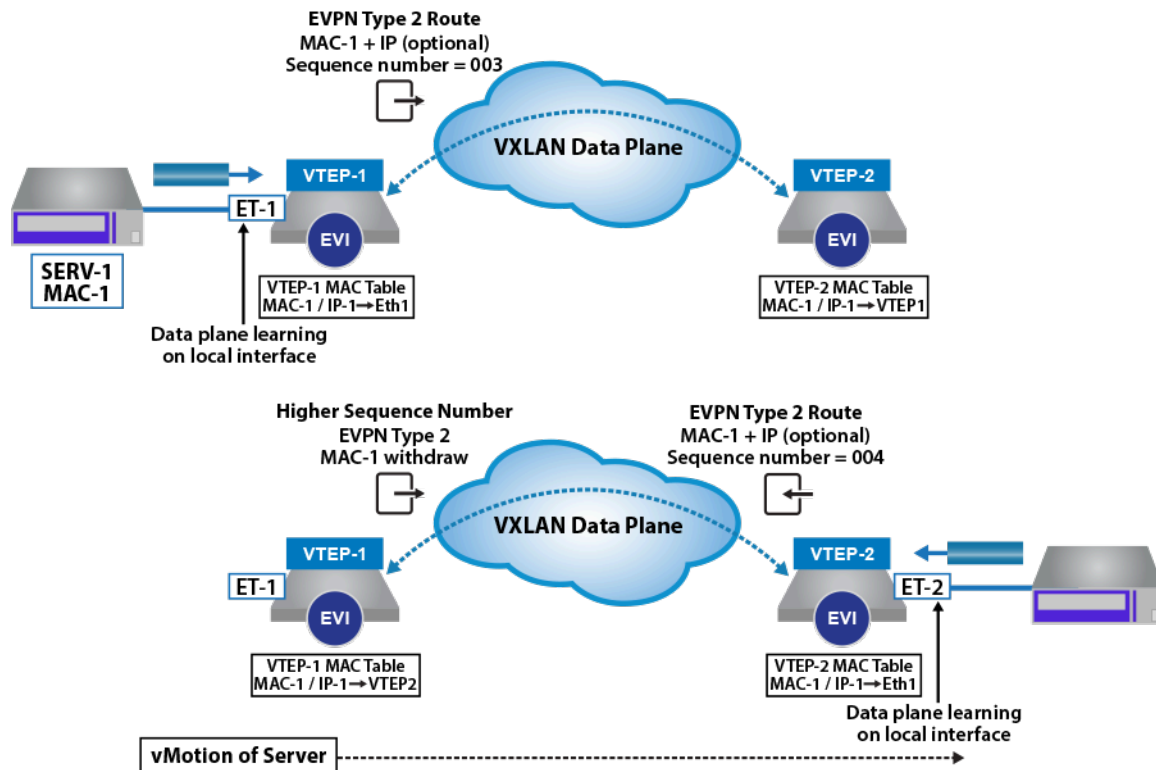 EVPN Type 2 Route
MAC-1 + IP (optional)
Sequence number = 003
VXLAN Data Plane
VTEP-1
VTEP-2
ET-1
EVI
EVI
SERV-1
MAC-1
VTEP-1 MAC Table
MAC-1 / IP-1→Eth1
VTEP-2 MAC Table
MAC-1 / IP-1→VTEP1
Data plane learning
on local interface
Higher Sequence Number
EVPN Type 2
MAC-1 withdraw
EVPN Type 2 Route
MAC-1 + IP (optional)
Sequence number = 004
VXLAN Data Plane
VTEP-1
VTEP-2
ET-1
ET-2
EVI
EVI
VTEP-1 MAC Table
MAC-1 / IP-1→VTEP2
VTEP-2 MAC Table
MAC-1 / IP-1→Eth1
Data plane learning
on local interface
vMotion of Server